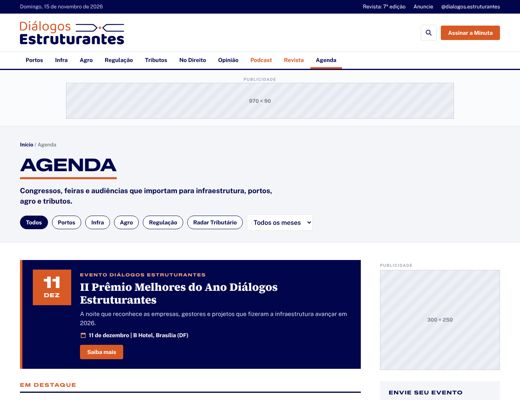 Domingo, 15 de novembro de 2026
Revista: 7ª edição
Anuncie
@dialogos.estruturantes
Diálogos
Estruturantes
Assinar a Minuta
Portos
Infra
Agro
Regulação
Tributos
No Direito
Opinião
Podcast
Revista
Agenda
PUBLICIDADE
970 × 90
Início / Agenda
AGENDA
Congressos, feiras e audiências que importam para infraestrutura, portos,
agro e tributos.
Todos
Portos
Infra
Agro
Regulação
Radar Tributário
Todos os meses
11
DEZ
EVENTO DIÁLOGOS ESTRUTURANTES
II Prêmio Melhores do Ano Diálogos
Estruturantes
A noite que reconhece as empresas, gestores e projetos que fizeram a infraestrutura avançar em
2026.
11 de dezembro | B Hotel, Brasília (DF)
Saiba mais
PUBLICIDADE
300 × 250
EM DESTAQUE
ENVIE SEU EVENTO